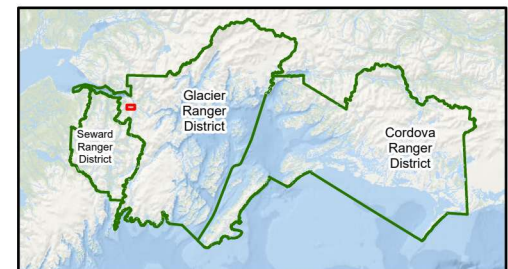 Glacier
Ranger
District
Seward
Ranger
District
Cordova
Ranger
District